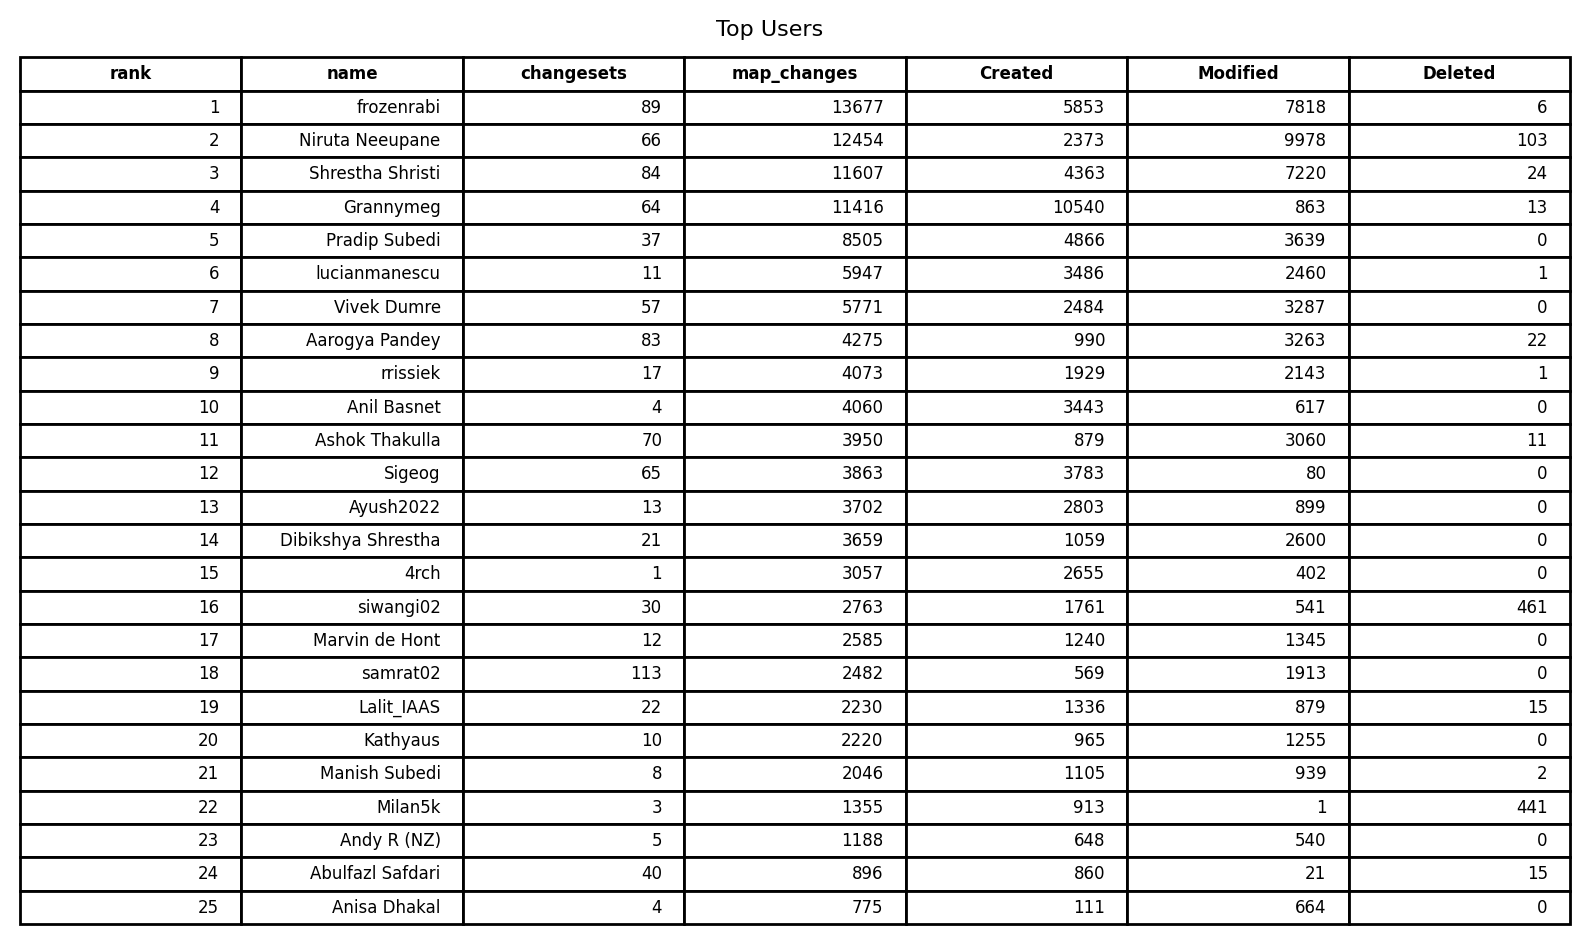 Top Users
rank name changesets map_changes Created Modified Deleted
1 frozenrabi 89 13677 5853 7818 6
2 Niruta Neeupane 66 12454 2373 9978 103
3 Shrestha Shristi 84 11607 4363 7220 24
4 Grannymeg 64 11416 10540 863 13
5 Pradip Subedi 37 8505 4866 3639 0
6 lucianmanescu 11 5947 3486 2460 1
7 Vivek Dumre 57 5771 2484 3287 0
8 Aarogya Pandey 83 4275 990 3263 22
9 rrissiek 17 4073 1929 2143 1
10 Anil Basnet 4 4060 3443 617 0
11 Ashok Thakulla 70 3950 879 3060 11
12 Sigeog 65 3863 3783 80 0
13 Ayush2022 13 3702 2803 899 0
14 Dibikshya Shrestha 21 3659 1059 2600 0
15 4rch 1 3057 2655 402 0
16 siwangi02 30 2763 1761 541 461
17 Marvin de Hont 12 2585 1240 1345 0
18 samrat02 113 2482 569 1913 0
19 Lalit_IAAS 22 2230 1336 879 15
20 Kathyaus 10 2220 965 1255 0
21 Manish Subedi 8 2046 1105 939 2
22 Milan5k 3 1355 913 1 441
23 Andy R (NZ) 5 1188 648 540 0
24 Abulfazl Safdari 40 896 860 21 15
25 Anisa Dhakal 4 775 111 664 0